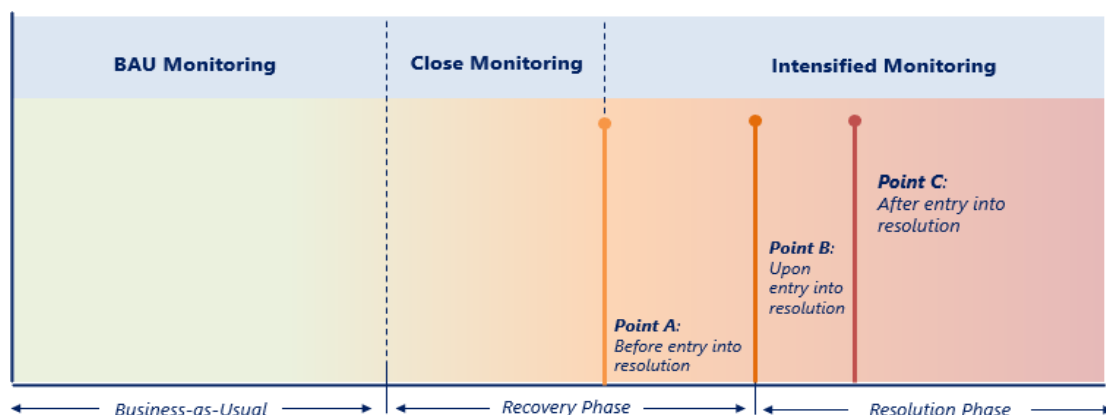 BAU Monitoring
Close Monitoring
Intensified Monitoring
Point C:
After entry into
resolution
Point B:
Upon
entry into
resolution
Point A:
Before entry into
resolution
Business-as-Usual
Recovery Phase
Resolution Phase